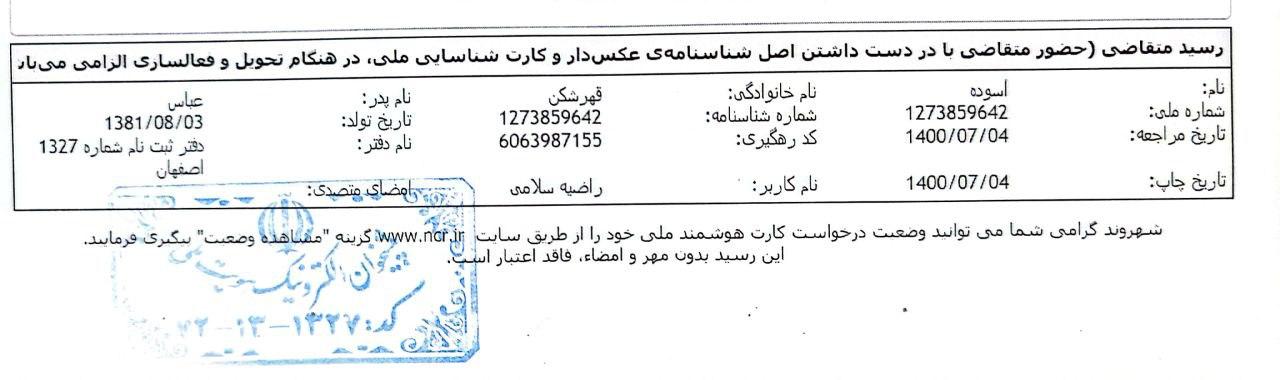 رسید متقاضی (حضور متقاضی با در دست داشتن اصل شناسنامه‌ی عکس‌دار و کارت شناسایی ملی، در هنگام تحویل و فعالسازی الزامی می‌باشد
نام: اسوده نام خانوادگی: قهرشکن نام پدر: عباس
شماره ملی: 1273859642 شماره شناسنامه: 1273859642 تاریخ تولد: 1381/08/03
تاریخ مراجعه: 1400/07/04 کد رهگیری: 6063987155 نام دفتر: دفتر ثبت نام شماره 1327
اصفهان
تاریخ چاپ: 1400/07/04 نام کاربر: راضیه سلامی امضای متصدی:
شهروند گرامی شما می توانید وضعیت درخواست کارت هوشمند ملی خود را از طریق سایت www.ncr.ir گزینه "مشاهده وضعیت" پیگیری فرمایید.
این رسید بدون مهر و امضاء، فاقد اعتبار است.
پیشخوان الکترونیک
کد: ۷۲-۱۳-۱۳۲۷